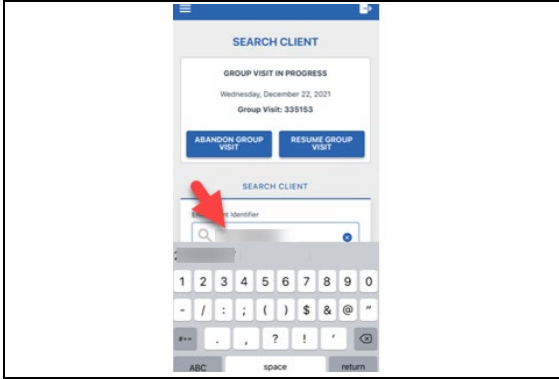 SEARCH CLIENT
GROUP VISIT IN PROGRESS
Wednesday, December 22, 2021
Group Visit: 335153
ABANDON GROUP
VISIT
RESUME GROUP
VISIT
SEARCH CLIENT
Identifier
1 2 3 4 5 6 7 8 9 0
- / : ; ( ) $ & @ "
#+= . , ? ! '
ABC space return